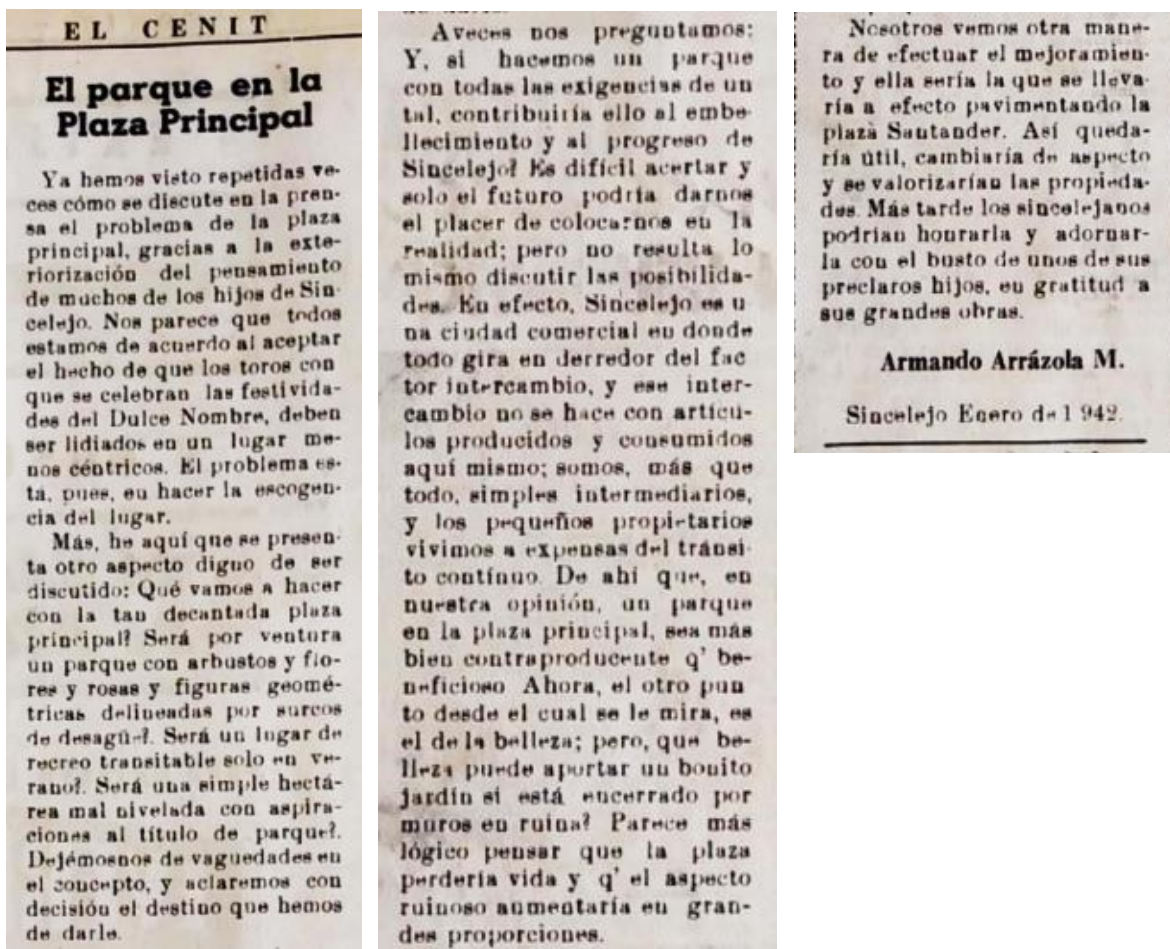 EL CENIT
El parque en la
Plaza Principal
Ya hemos visto repetidas ve-
ces cómo se discute en la pren-
sa el problema de la plaza
principal, gracias a la exte-
riorización del pensamiento
de muchos de los hijos de Sin-
celejo. Nos parece que todos
estamos de acuerdo al aceptar
el hecho de que los toros con
que se celebran las festivida-
des del Dulce Nombre, deben
ser lidiados en un lugar me-
nos céntricos. El problema es-
tá, pues, en hacer la escogen-
cia del lugar.
Más, he aquí que se presen-
ta otro aspecto digno de ser
discutido: Qué vamos a hacer
con la tan decantada plaza
principal? Será por ventura
un parque con arbustos y flo-
res y rosas y figuras geomé-
tricas delineadas por surcos
de desagüe?. Será un lugar de
recreo transitable solo en ve-
rano?. Será una simple hectá-
rea mal nivelada con aspira-
ciones al título de parque?.
Dejémosnos de vaguedades en
el concepto, y aclaremos con
decisión el destino que hemos
de darle.
Aveces nos preguntamos:
Y, si hacemos un parque
con todas las exigencias de un
tal, contribuiría ello al embe-
llecimiento y al progreso de
Sincelejo? Es difícil acertar y
solo el futuro podría darnos
el placer de colocarnos en la
realidad; pero no resulta lo
mismo discutir las posibilida-
des. En efecto, Sincelejo es u
na ciudad comercial en donde
todo gira en derredor del fac
tor intercambio, y ese inter-
cambio no se hace con artícu-
los producidos y consumidos
aquí mismo; somos, más que
todo, simples intermediarios,
y los pequeños propietarios
vivimos a expensas del tránsi-
to contínuo. De ahí que, en
nuestra opinión, un parque
en la plaza principal, sea más
bien contraproducente q' be-
neficioso Ahora, el otro pun
to desde el cual se le mira, es
el de la belleza; pero, que be-
lleza puede aportar un bonito
jardín si está encerrado por
muros en ruina? Parece más
lógico pensar que la plaza
perdería vida y q' el aspecto
ruinoso aumentaría en gran-
des proporciones.
Nosotros vemos otra mane-
ra de efectuar el mejoramien-
to y ella sería la que se lleva-
ría a efecto pavimentando la
plaza Santander. Así queda-
ría útil, cambiaría de aspecto
y se valorizarían las propieda-
des. Más tarde los sincelejanos
podrían honrarla y adornar-
la con el busto de unos de sus
preclaros hijos, en gratitud a
sus grandes obras.
Armando Arrázola M.
Sincelejo Enero de 1 942.